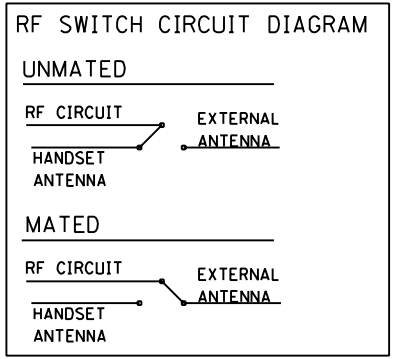 RF SWITCH CIRCUIT DIAGRAM
UNMATED
RF CIRCUIT
EXTERNAL
ANTENNA
HANDSET
ANTENNA
MATED
RF CIRCUIT
EXTERNAL
ANTENNA
HANDSET
ANTENNA